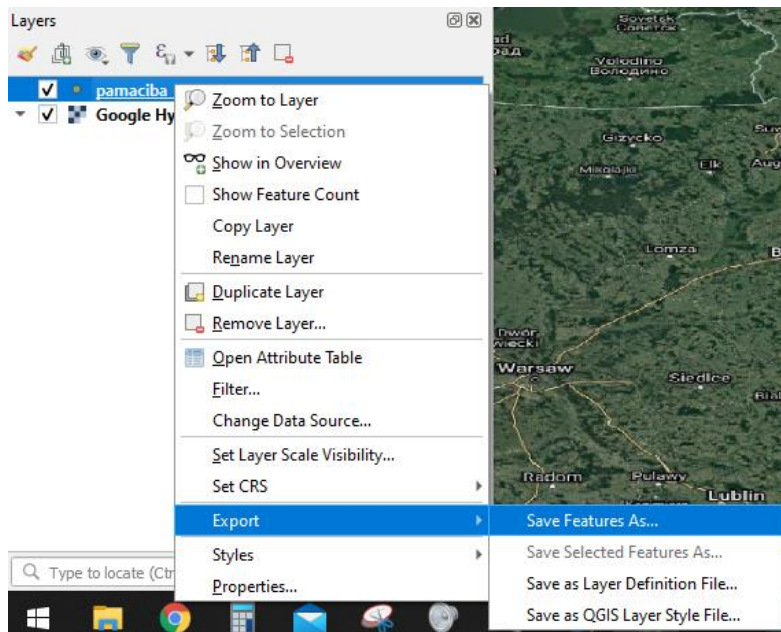 Layers
pamaciba
Google Hy
Zoom to Layer
Zoom to Selection
Show in Overview
Show Feature Count
Copy Layer
Rename Layer
Duplicate Layer
Remove Layer...
Open Attribute Table
Filter...
Change Data Source...
Set Layer Scale Visibility...
Set CRS
Export
Styles
Properties...
Save Features As...
Save Selected Features As...
Save as Layer Definition File...
Save as QGIS Layer Style File...
Type to locate (Ctr
Sovetsk
Volodino
Володино
Gizycko
Mikolajki
Elk
Aug
Lomza
B
Dwór
Warsaw
Siedlce
Radom
Pulawy
Lublin